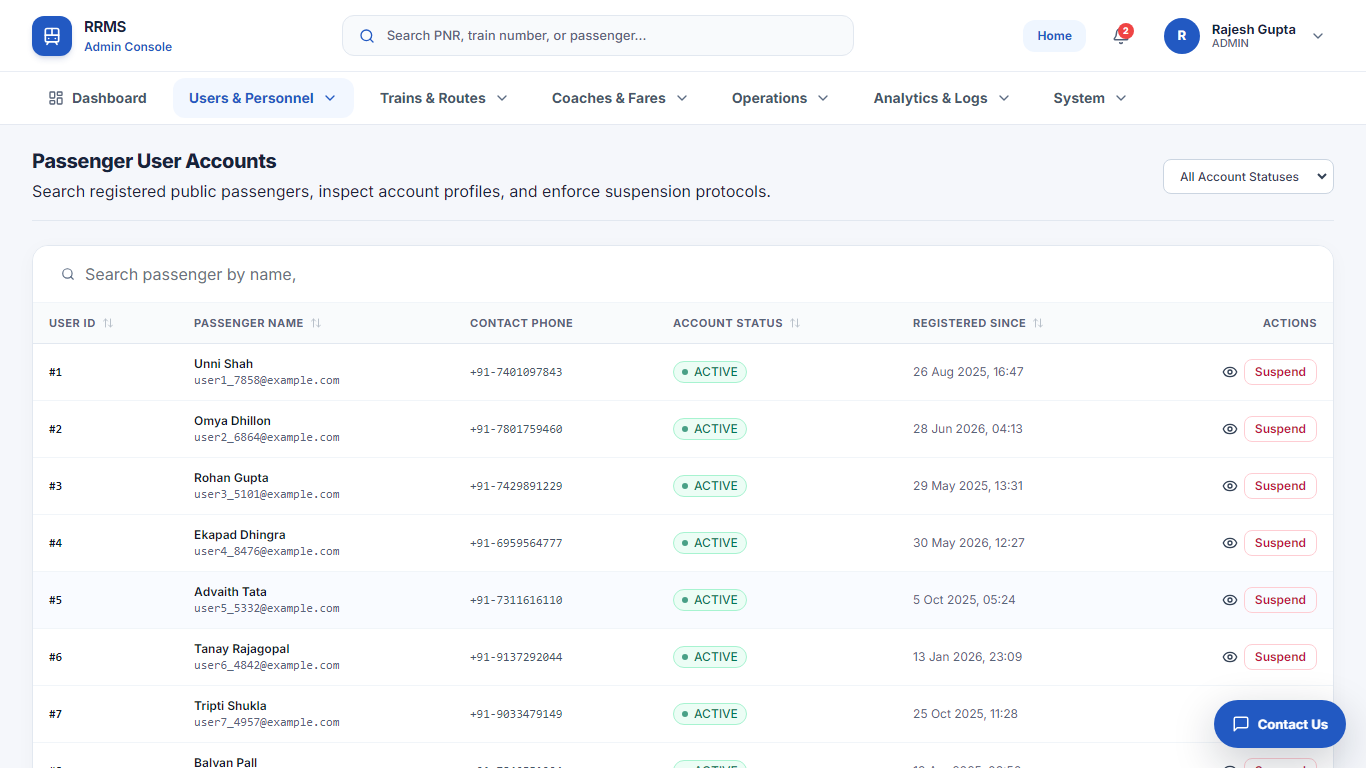 RRMS
Admin Console
Search PNR, train number, or passenger...
Home
2
R
Rajesh Gupta
ADMIN
Dashboard
Users & Personnel
Trains & Routes
Coaches & Fares
Operations
Analytics & Logs
System
Passenger User Accounts
Search registered public passengers, inspect account profiles, and enforce suspension protocols.
All Account Statuses
Search passenger by name,
USER ID PASSENGER NAME CONTACT PHONE ACCOUNT STATUS REGISTERED SINCE ACTIONS
#1 Unni Shah +91-7401097843 ACTIVE 26 Aug 2025, 16:47 Suspend
user1_7858@example.com
#2 Omya Dhillon +91-7801759460 ACTIVE 28 Jun 2026, 04:13 Suspend
user2_6864@example.com
#3 Rohan Gupta +91-7429891229 ACTIVE 29 May 2025, 13:31 Suspend
user3_5101@example.com
#4 Ekapad Dhingra +91-6959564777 ACTIVE 30 May 2026, 12:27 Suspend
user4_8476@example.com
#5 Advaith Tata +91-7311616110 ACTIVE 5 Oct 2025, 05:24 Suspend
user5_5332@example.com
#6 Tanay Rajagopal +91-9137292044 ACTIVE 13 Jan 2026, 23:09 Suspend
user6_4842@example.com
#7 Tripti Shukla +91-9033479149 ACTIVE 25 Oct 2025, 11:28
user7_4957@example.com
Balvan Pall
Contact Us